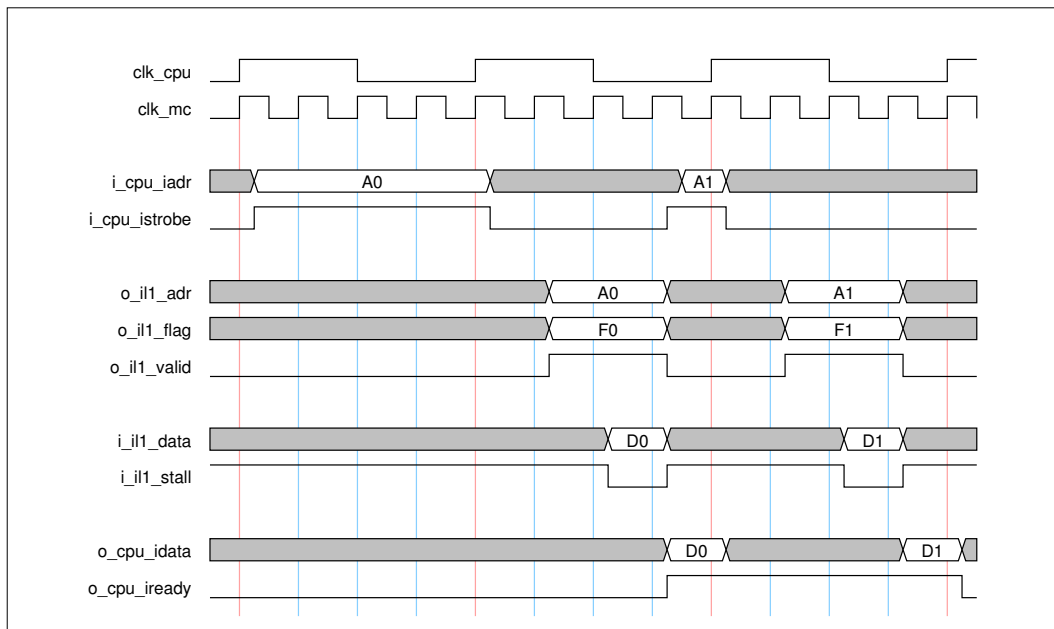 clk_cpu
clk_mc
i_cpu_iadr A0 A1
i_cpu_istrobe
o_il1_adr A0 A1
o_il1_flag F0 F1
o_il1_valid
i_il1_data D0 D1
i_il1_stall
o_cpu_idata D0 D1
o_cpu_iready